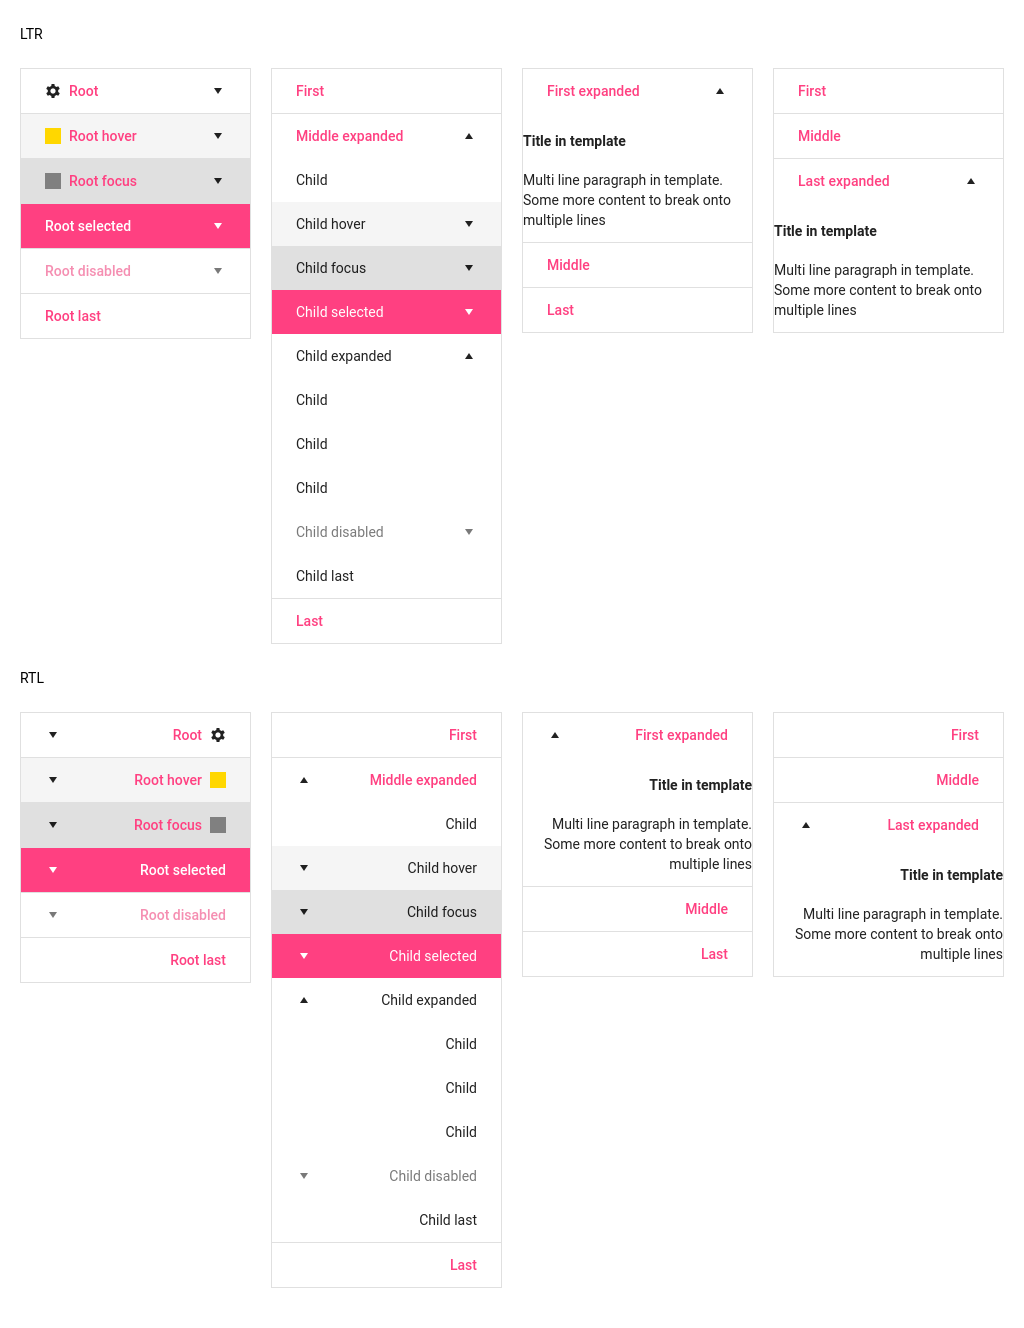 LTR
Root
Root hover
Root focus
Root selected
Root disabled
Root last
First
Middle expanded
Child
Child hover
Child focus
Child selected
Child expanded
Child
Child
Child
Child disabled
Child last
Last
First expanded
Title in template
Multi line paragraph in template.
Some more content to break onto
multiple lines
Middle
Last
First
Middle
Last expanded
Title in template
Multi line paragraph in template.
Some more content to break onto
multiple lines
RTL
Root
Root hover
Root focus
Root selected
Root disabled
Root last
First
Middle expanded
Child
Child hover
Child focus
Child selected
Child expanded
Child
Child
Child
Child disabled
Child last
Last
First expanded
Title in template
Multi line paragraph in template.
Some more content to break onto
multiple lines
Middle
Last
First
Middle
Last expanded
Title in template
Multi line paragraph in template.
Some more content to break onto
multiple lines